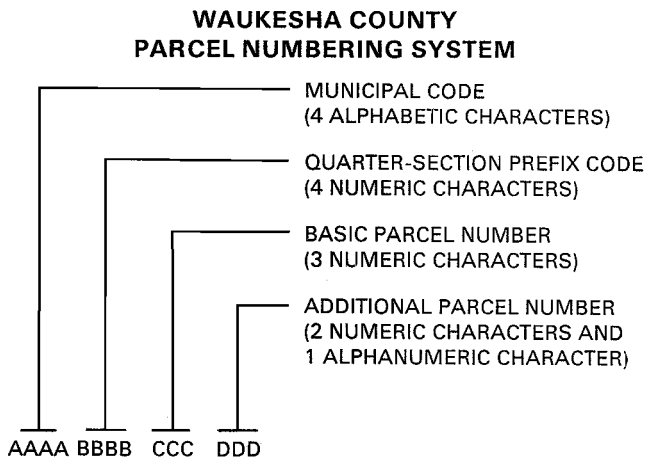 WAUKESHA COUNTY
PARCEL NUMBERING SYSTEM
MUNICIPAL CODE
(4 ALPHABETIC CHARACTERS)
QUARTER-SECTION PREFIX CODE
(4 NUMERIC CHARACTERS)
BASIC PARCEL NUMBER
(3 NUMERIC CHARACTERS)
ADDITIONAL PARCEL NUMBER
(2 NUMERIC CHARACTERS AND
1 ALPHANUMERIC CHARACTER)
AAAA BBBB CCC DDD